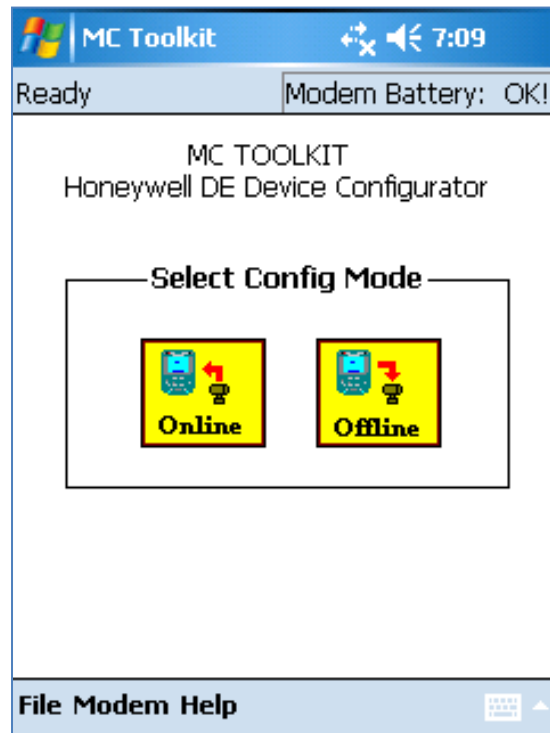 MC Toolkit 7:09
Ready Modem Battery: OK!
MC TOOLKIT
Honeywell DE Device Configurator
Select Config Mode
Online Offline
File Modem Help